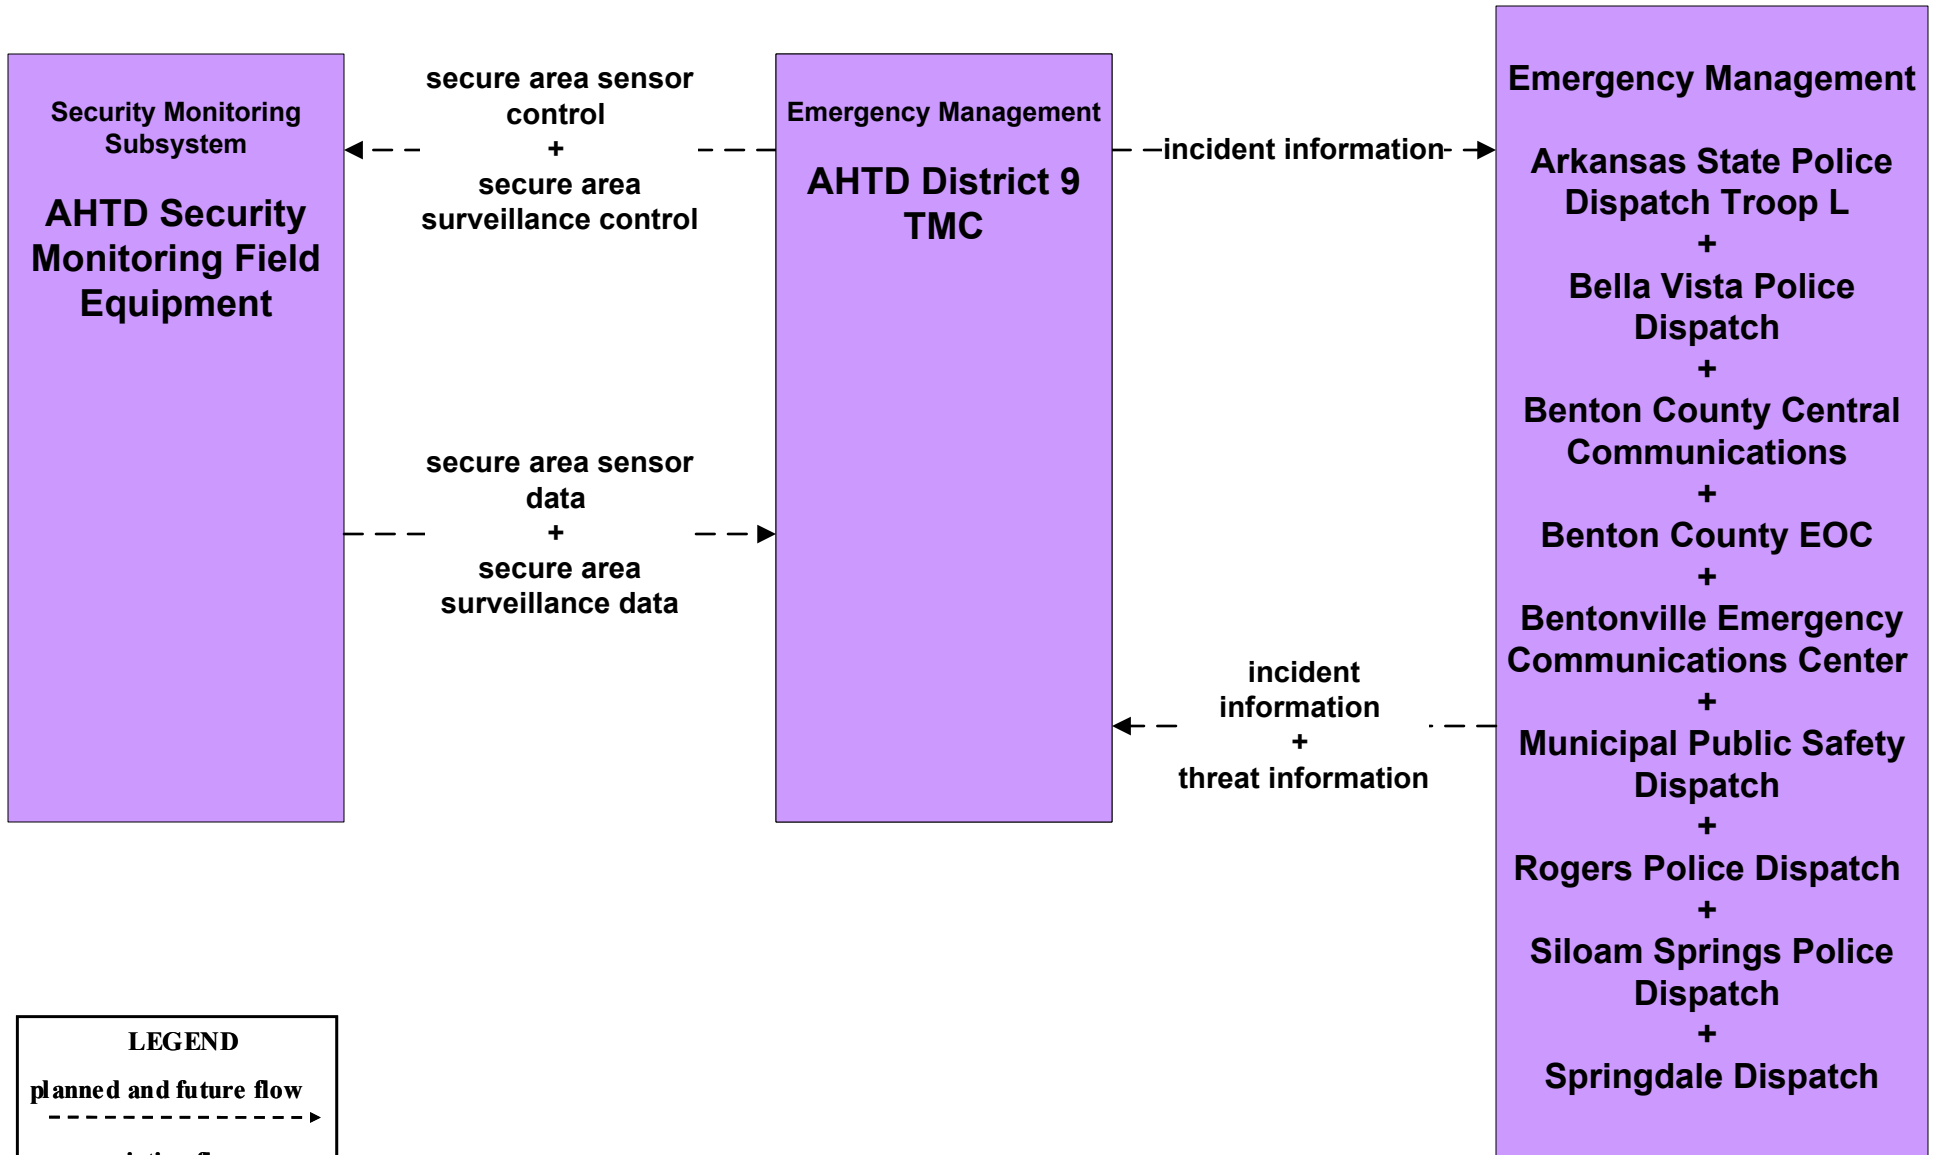 Security Monitoring
Subsystem
AHTD Security
Monitoring Field
Equipment
secure area sensor
control
+
secure area
surveillance control
secure area sensor
data
+
secure area
surveillance data
Emergency Management
AHTD District 9
TMC
incident information
incident
information
+
threat information
Emergency Management
Arkansas State Police
Dispatch Troop L
+
Bella Vista Police
Dispatch
+
Benton County Central
Communications
+
Benton County EOC
+
Bentonville Emergency
Communications Center
+
Municipal Public Safety
Dispatch
+
Rogers Police Dispatch
+
Siloam Springs Police
Dispatch
+
Springdale Dispatch
LEGEND
planned and future flow